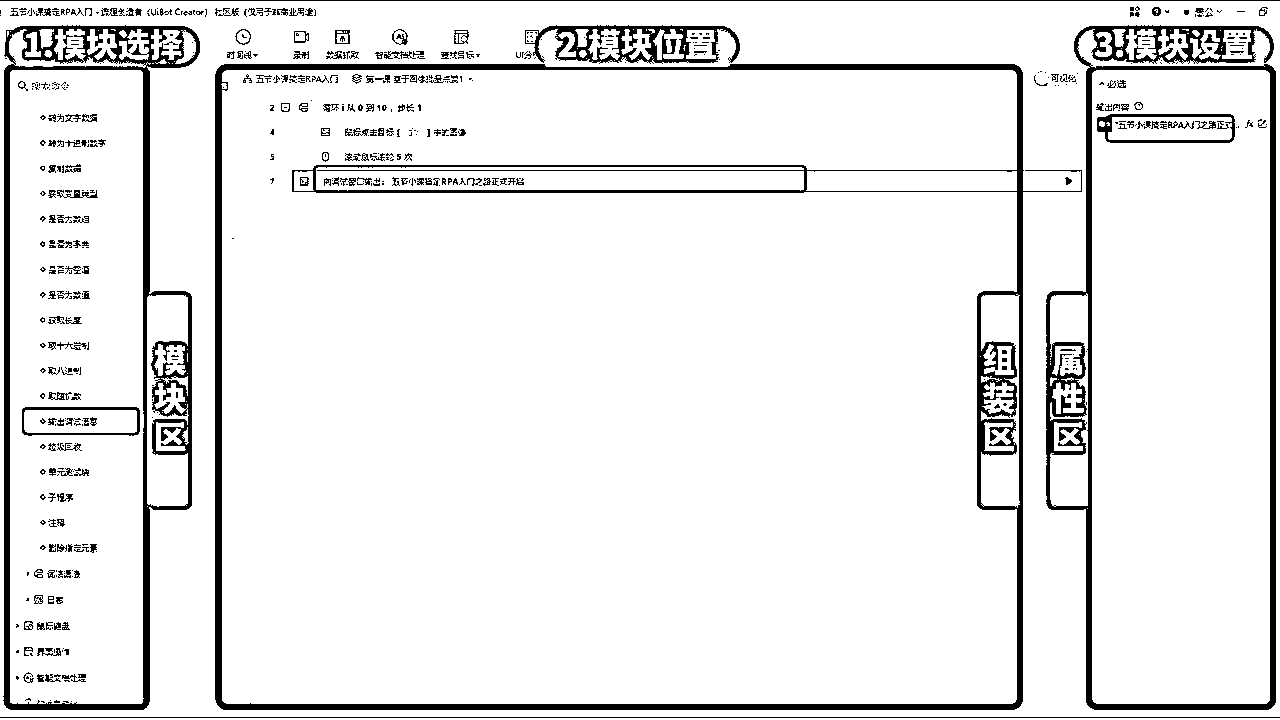 五节小课搞定RPA入门 - 微信创造者（UiBot Creator）社区版（仅可于非商业用途）
愚公
1.模块选择
2.模块位置
3.模块设置
时间线
录制
数据抓取
智能文档处理
查找目标
UI分
搜索命令
转为文字数据
转为十进制数字
复制数据
获取变量类型
是否为数组
是否为字典
是否为空值
是否为数值
获取长度
取十六进制
取八进制
取随机数
输出调试信息
垃圾回收
单元测试块
子程序
注释
删除指定元素
词法语法
日志
鼠标键盘
界面操作
智能文档处理
模块区
五节小课搞定RPA入门
第一课 基于图像批量点赞1
可视化
2 循环 i 从 0 到 10，步长 1
4 鼠标点击目标 [ ] 中的图像
5 滚动鼠标滚轮 5 次
7 向调试窗口输出： 五节小课搞定RPA入门之路正式开启
组装区
属性区
必选
输出内容
"五节小课搞定RPA入门之路正式...